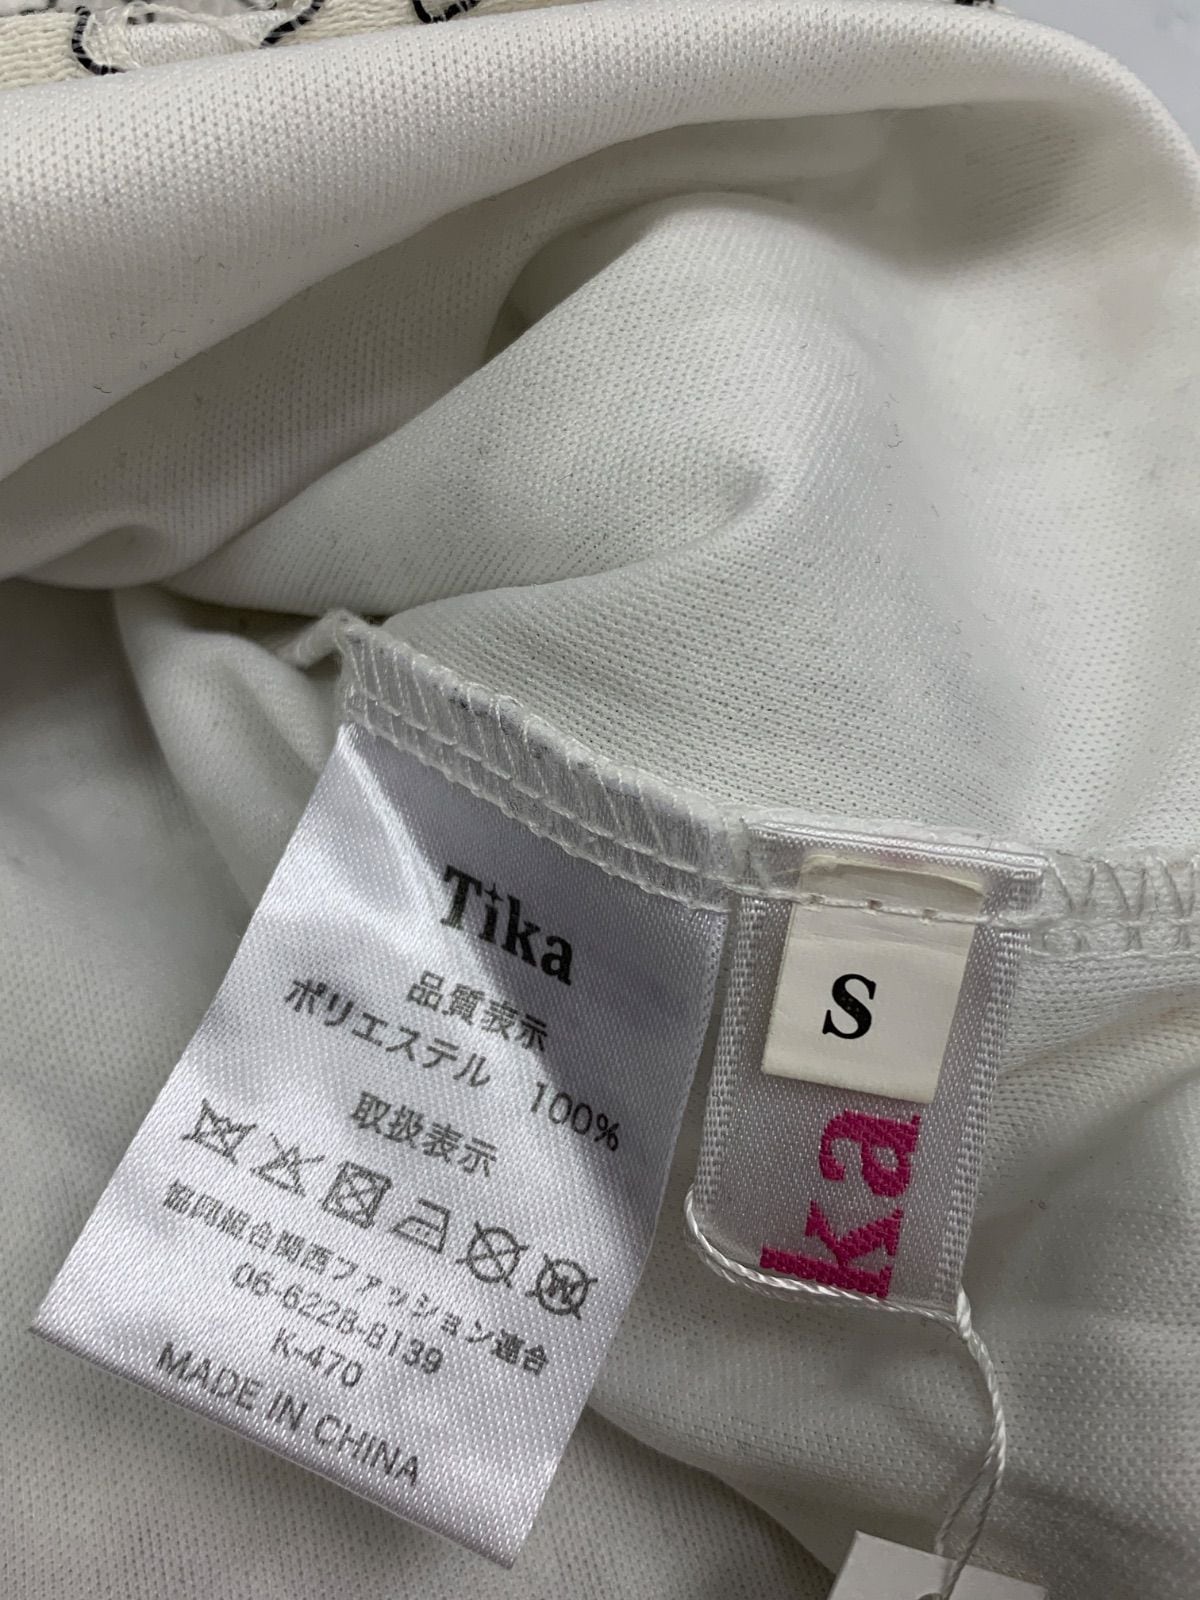 Tika
品質表示
ポリエステル 100%
取扱表示
W
協同組合関西ファッション連合
06-6228-8139
K-470
MADE IN CHINA
S
ka